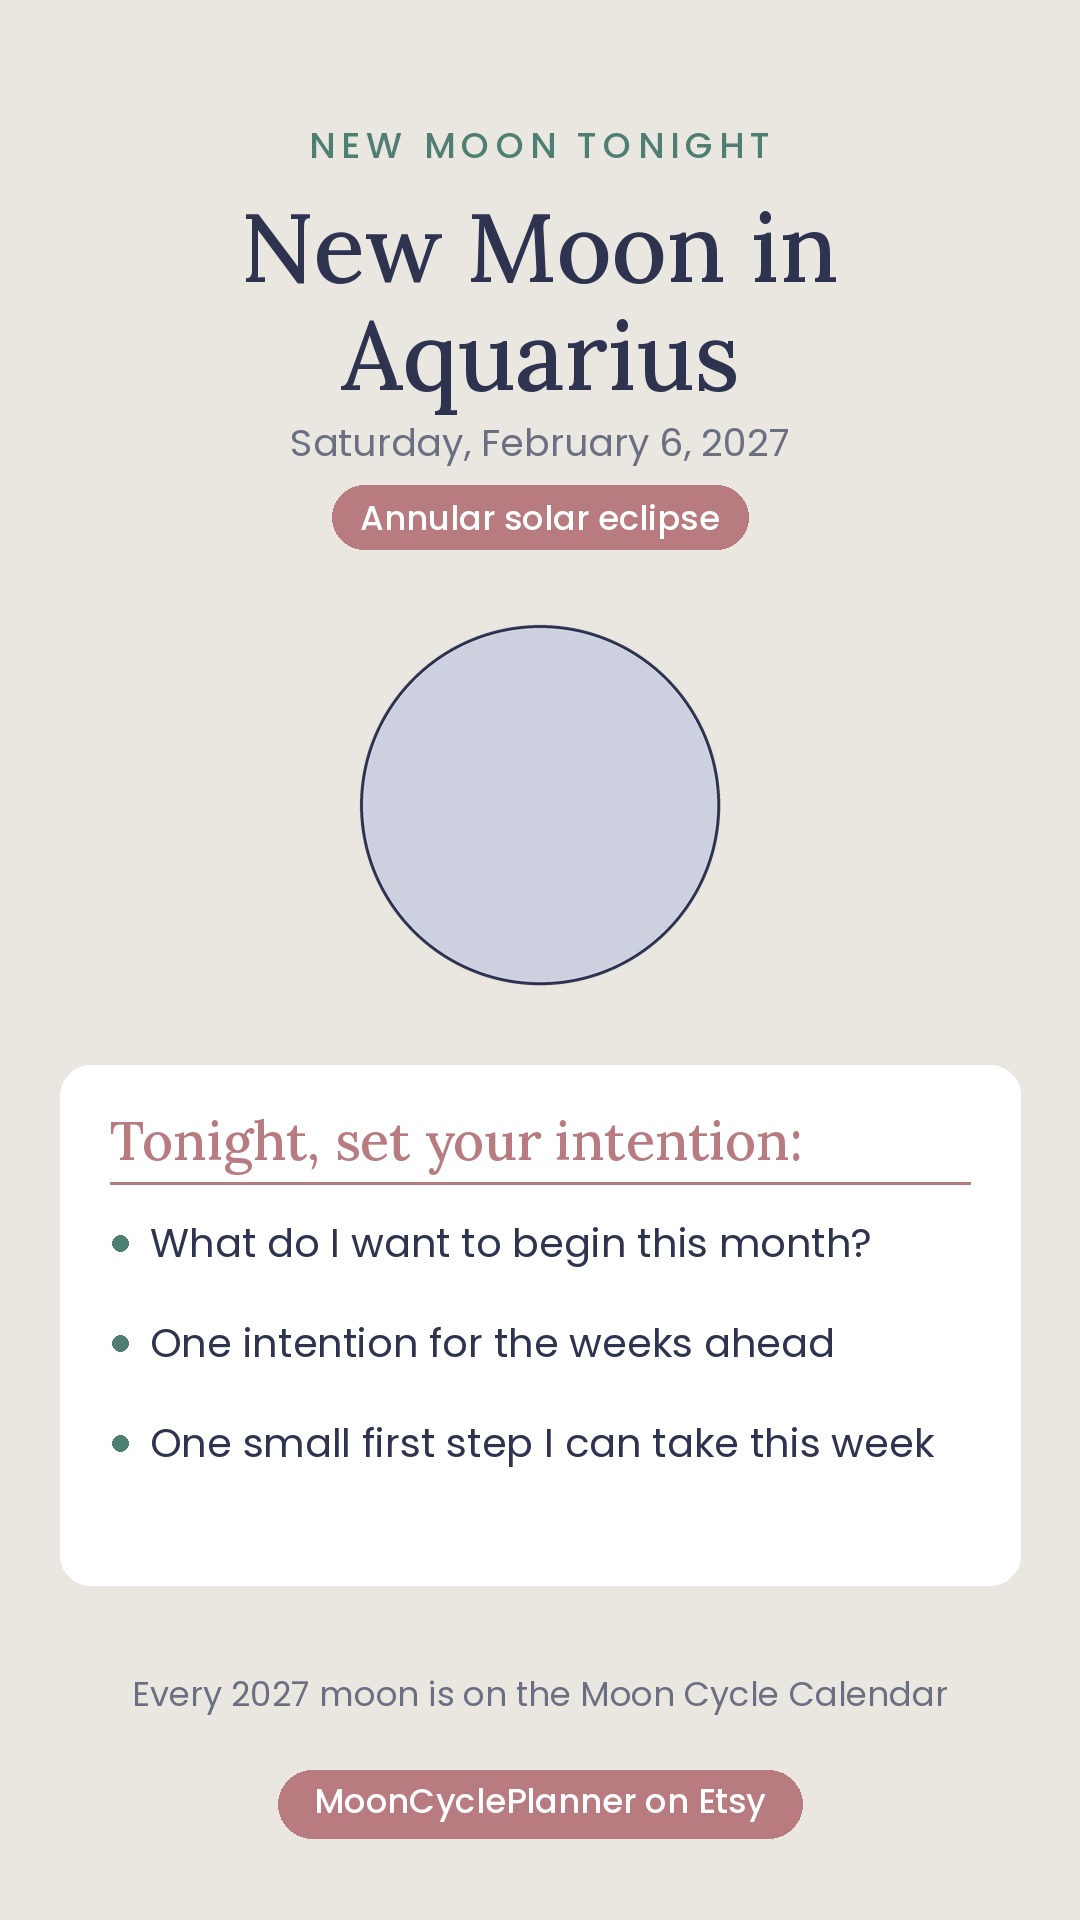 NEW MOON TONIGHT
New Moon in
Aquarius
Saturday, February 6, 2027
Annular solar eclipse
Tonight, set your intention:
What do I want to begin this month?
One intention for the weeks ahead
One small first step I can take this week
Every 2027 moon is on the Moon Cycle Calendar
MoonCyclePlanner on Etsy